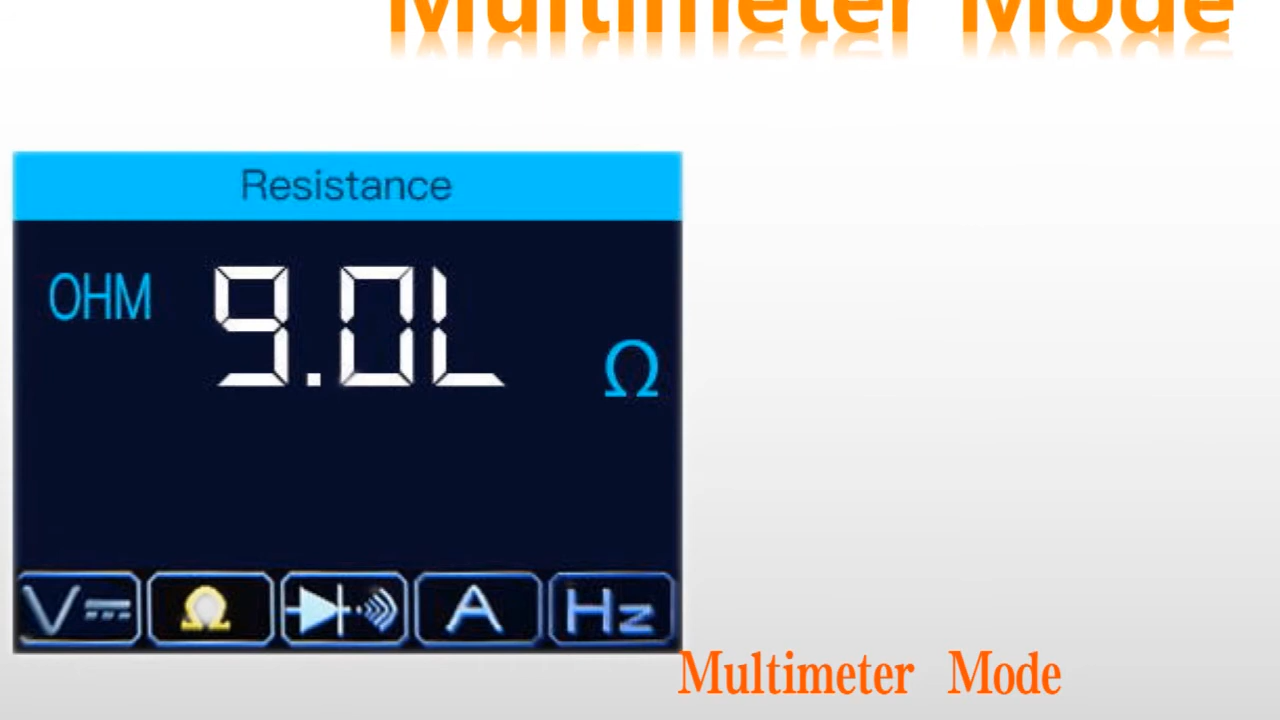 Multimeter Mode
Resistance
OHM 9.0L
Ω
V Ω A Hz
Multimeter Mode